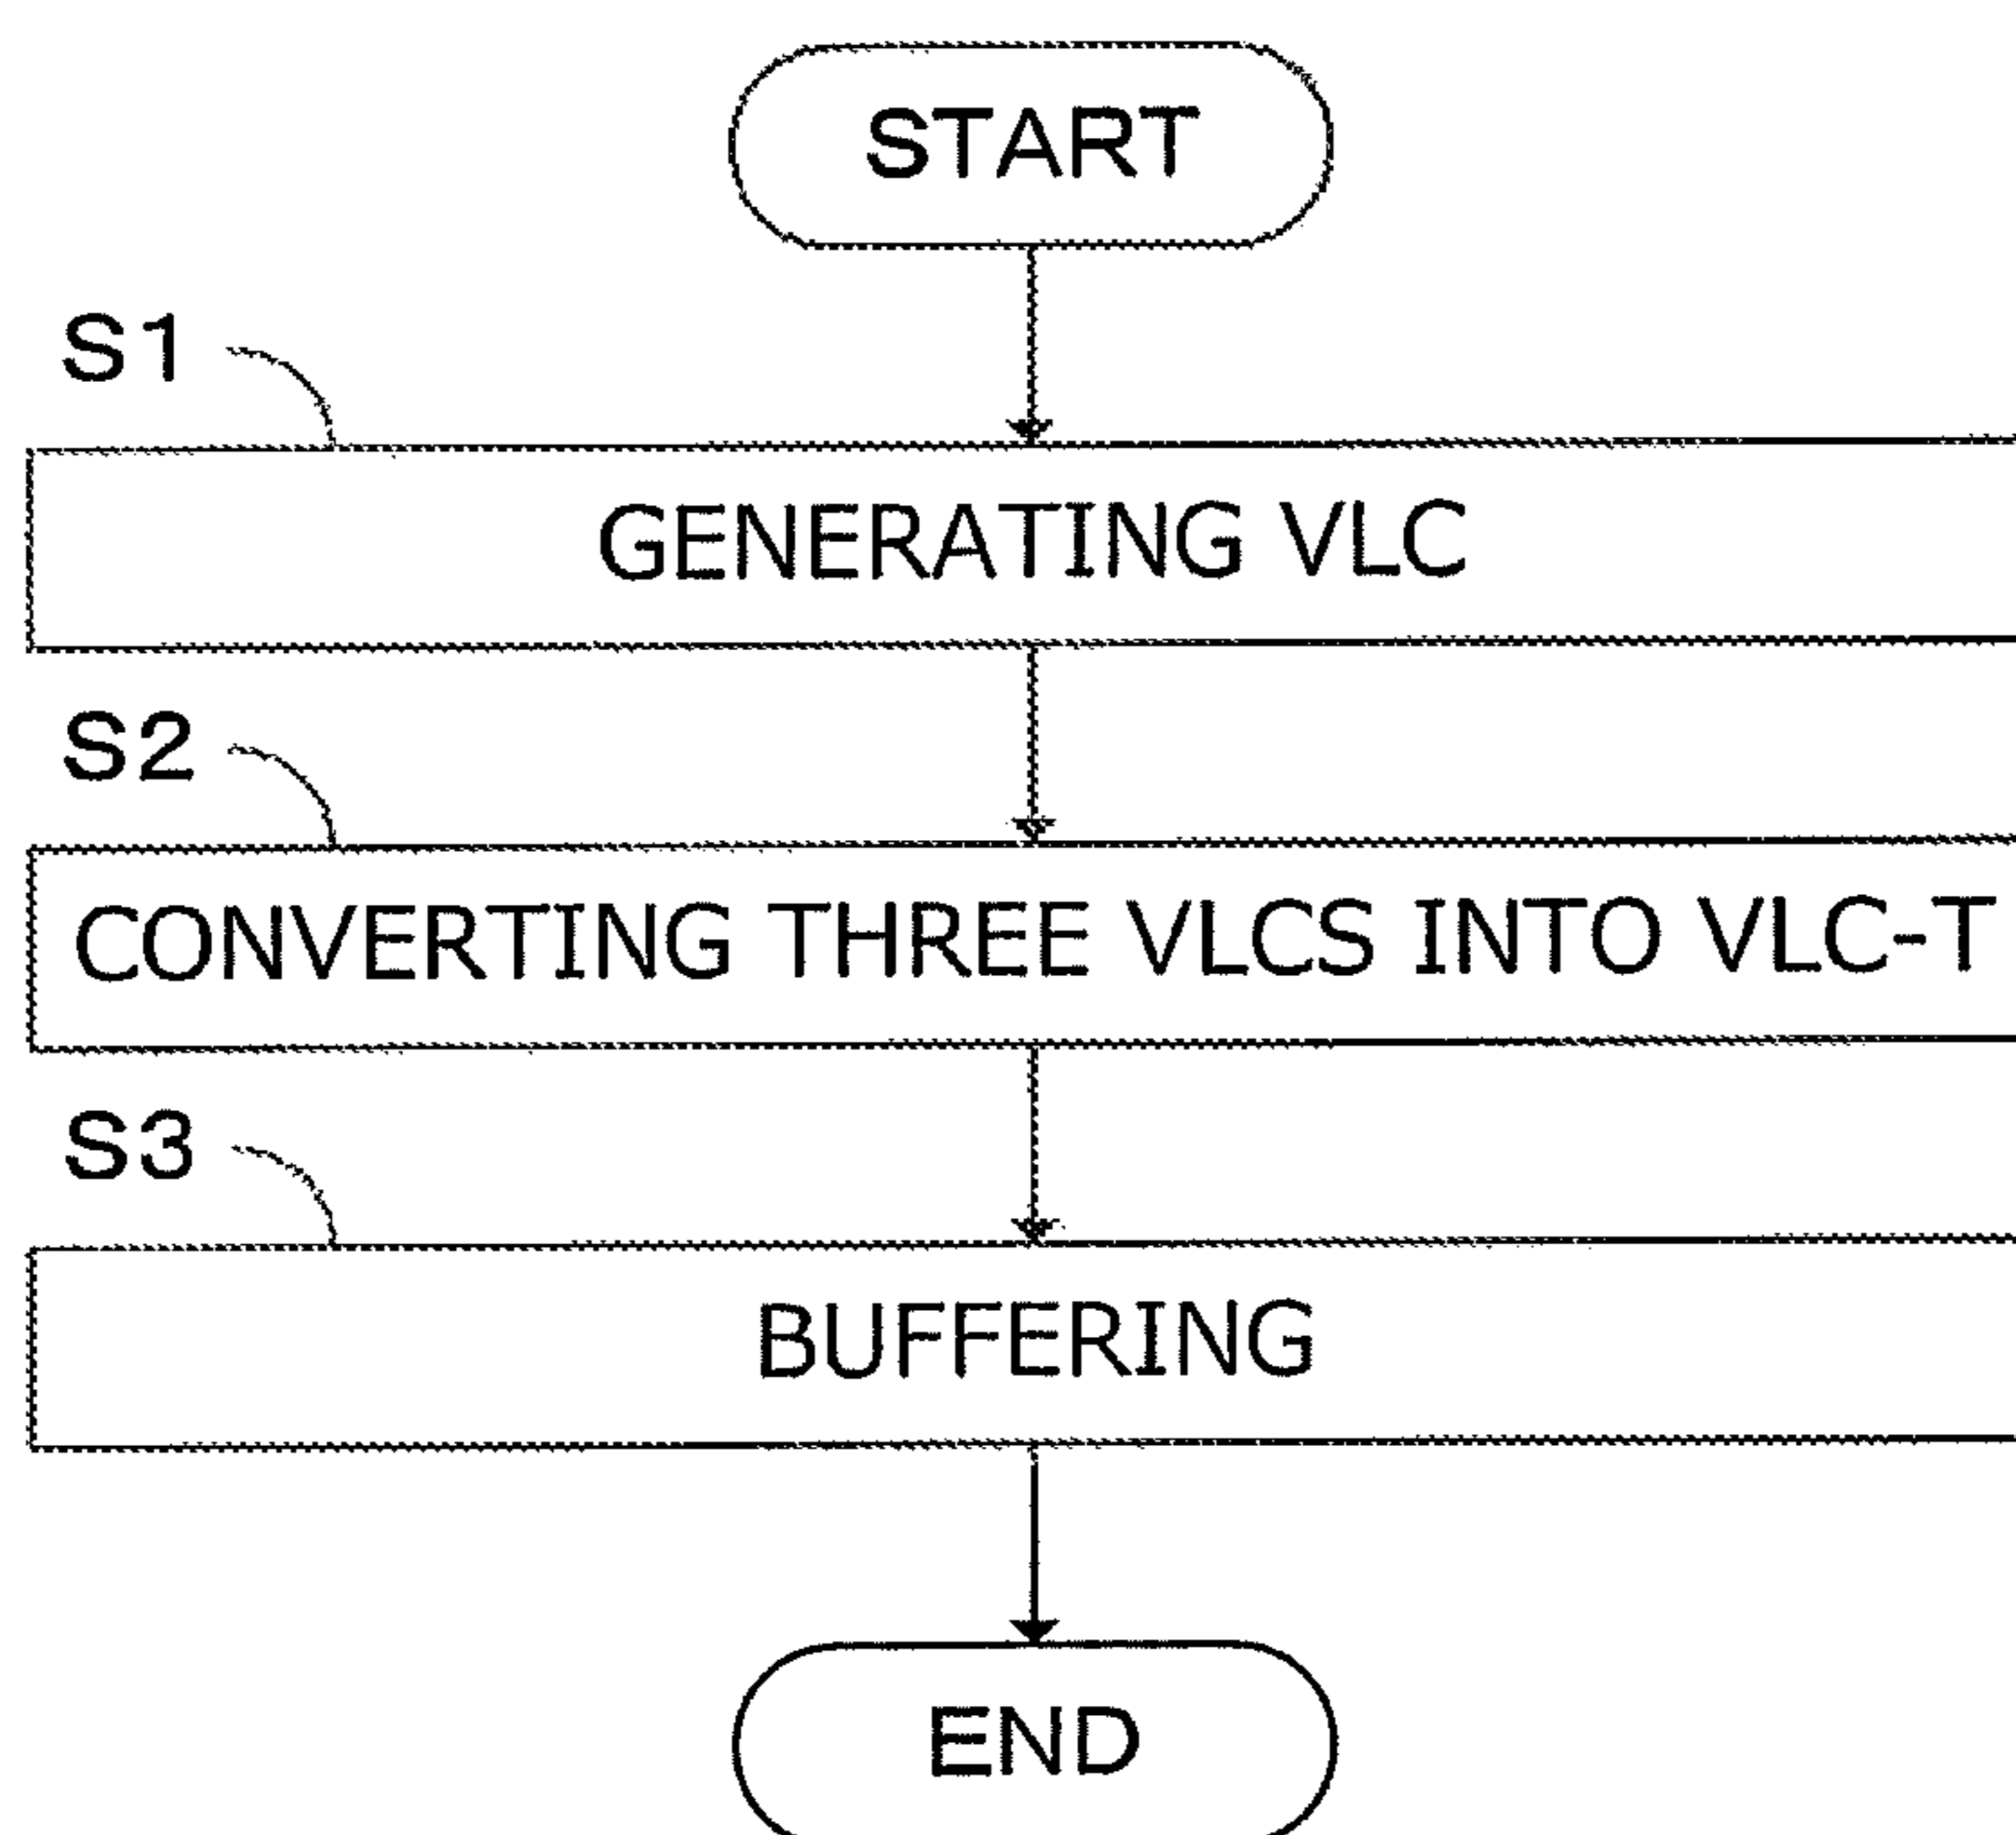 START
S1
GENERATING VLC
S2
CONVERTING THREE VLCS INTO VLC-T
S3
BUFFERING
END